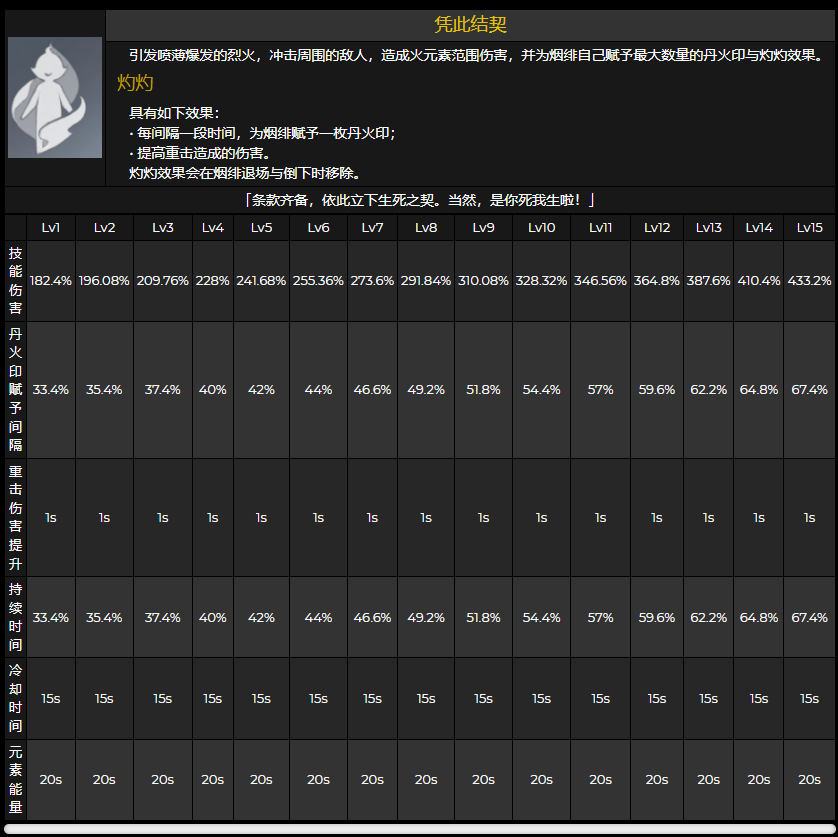 凭此结契
引发喷薄爆发的烈火，冲击周围的敌人，造成火元素范围伤害，并为烟绯自己赋予最大数量的丹火印与灼灼效果。
灼灼
具有如下效果：
·每间隔一段时间，为烟绯赋予一枚丹火印；
·提高重击造成的伤害。
灼灼效果会在烟绯退场与倒下时移除。
「条款齐备，依此立下生死之契。当然，是你死我生啦！」
Lv1 Lv2 Lv3 Lv4 Lv5 Lv6 Lv7 Lv8 Lv9 Lv10 Lv11 Lv12 Lv13 Lv14 Lv15
技能伤害 182.4% 196.08% 209.76% 228% 241.68% 255.36% 273.6% 291.84% 310.08% 328.32% 346.56% 364.8% 387.6% 410.4% 433.2%
丹火印赋予间隔 33.4% 35.4% 37.4% 40% 42% 44% 46.6% 49.2% 51.8% 54.4% 57% 59.6% 62.2% 64.8% 67.4%
重击伤害提升 1s 1s 1s 1s 1s 1s 1s 1s 1s 1s 1s 1s 1s 1s 1s
持续时间 33.4% 35.4% 37.4% 40% 42% 44% 46.6% 49.2% 51.8% 54.4% 57% 59.6% 62.2% 64.8% 67.4%
冷却时间 15s 15s 15s 15s 15s 15s 15s 15s 15s 15s 15s 15s 15s 15s 15s
元素能量 20s 20s 20s 20s 20s 20s 20s 20s 20s 20s 20s 20s 20s 20s 20s